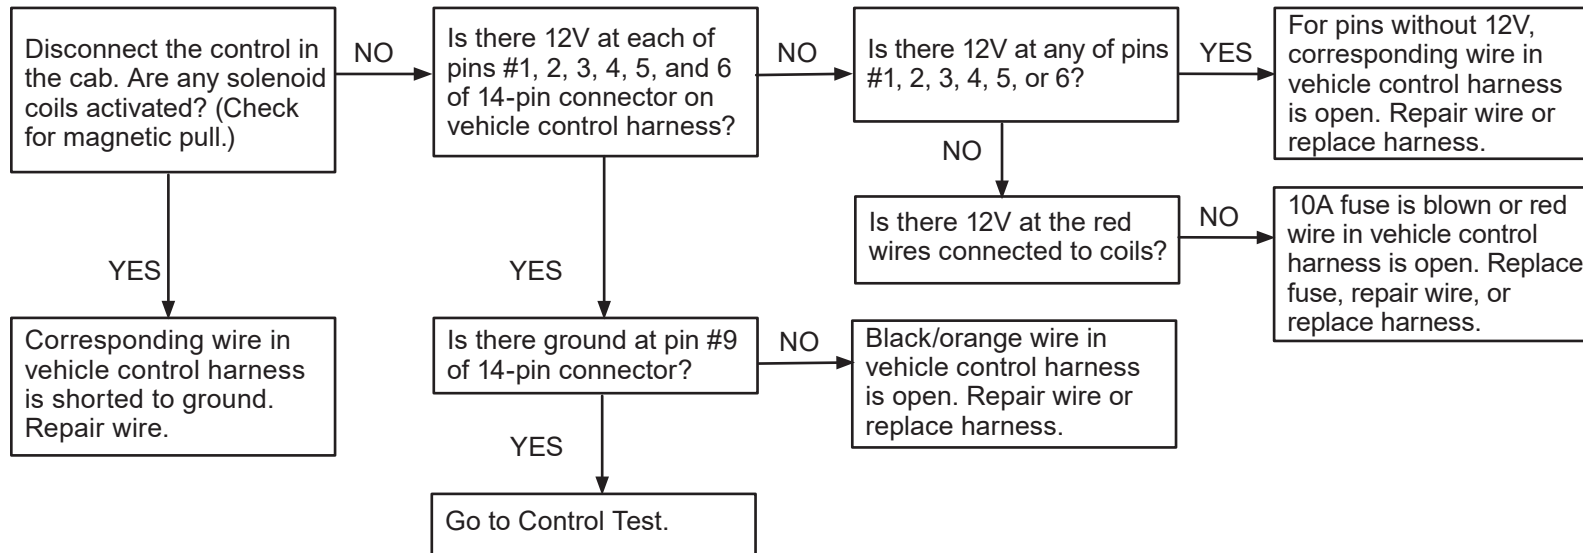 Disconnect the control in
the cab. Are any solenoid
coils activated? (Check
for magnetic pull.)
NO
Is there 12V at each of
pins #1, 2, 3, 4, 5, and 6
of 14-pin connector on
vehicle control harness?
NO
Is there 12V at any of pins
#1, 2, 3, 4, 5, or 6?
YES
For pins without 12V,
corresponding wire in
vehicle control harness
is open. Repair wire or
replace harness.
NO
Is there 12V at the red
wires connected to coils?
NO
10A fuse is blown or red
wire in vehicle control
harness is open. Replace
fuse, repair wire, or
replace harness.
YES
YES
Corresponding wire in
vehicle control harness
is shorted to ground.
Repair wire.
Is there ground at pin #9
of 14-pin connector?
NO
Black/orange wire in
vehicle control harness
is open. Repair wire or
replace harness.
YES
Go to Control Test.